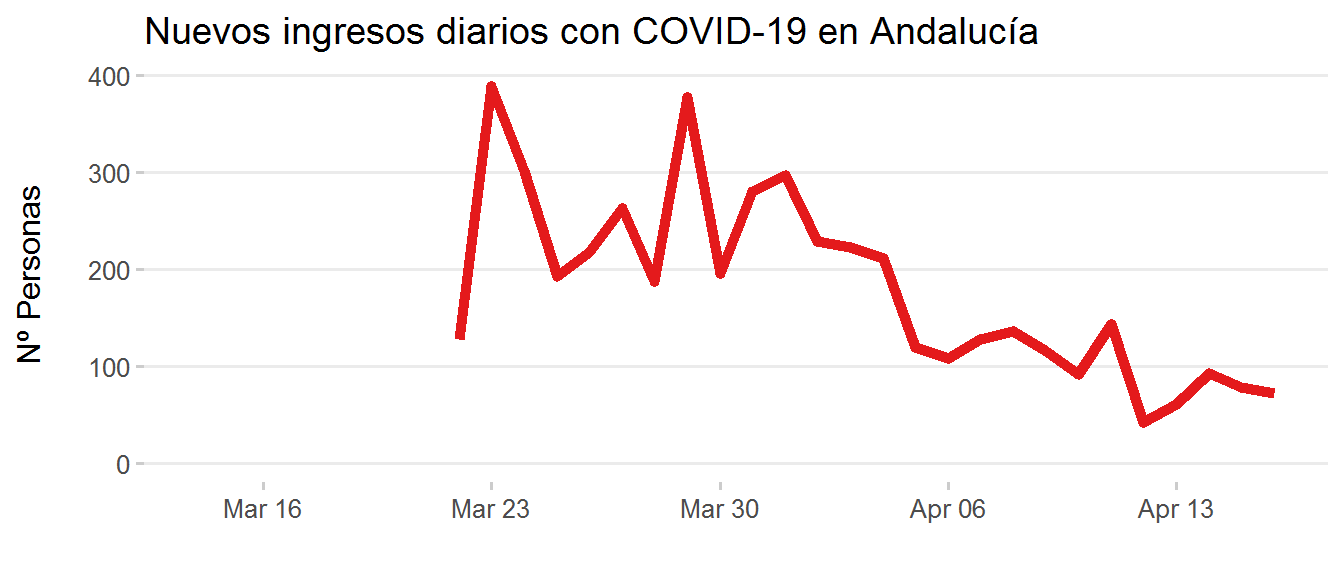 Nuevos ingresos diarios con COVID-19 en Andalucía
Nº Personas
400
300
200
100
0
Mar 16 Mar 23 Mar 30 Apr 06 Apr 13